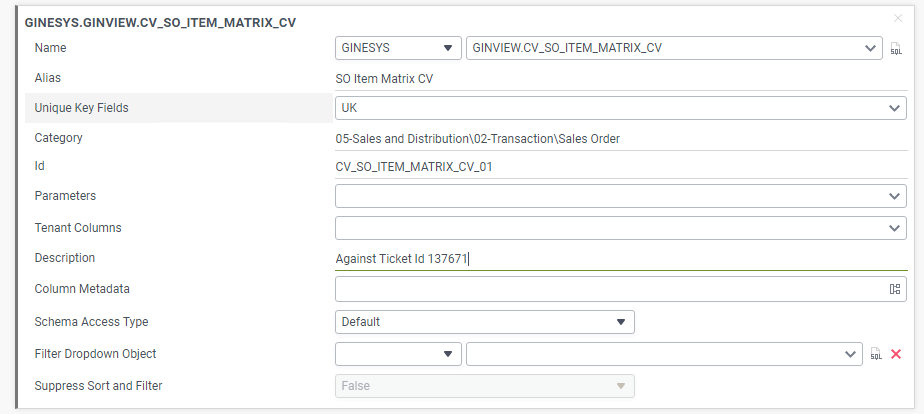 GINESYS.GINVIEW.CV_SO_ITEM_MATRIX_CV
Name GINESYS GINVIEW.CV_SO_ITEM_MATRIX_CV SQL
Alias SO Item Matrix CV
Unique Key Fields UK
Category 05-Sales and Distribution\02-Transaction\Sales Order
Id CV_SO_ITEM_MATRIX_CV_01
Parameters
Tenant Columns
Description Against Ticket Id 137671
Column Metadata
Schema Access Type Default
Filter Dropdown Object SQL
Suppress Sort and Filter False